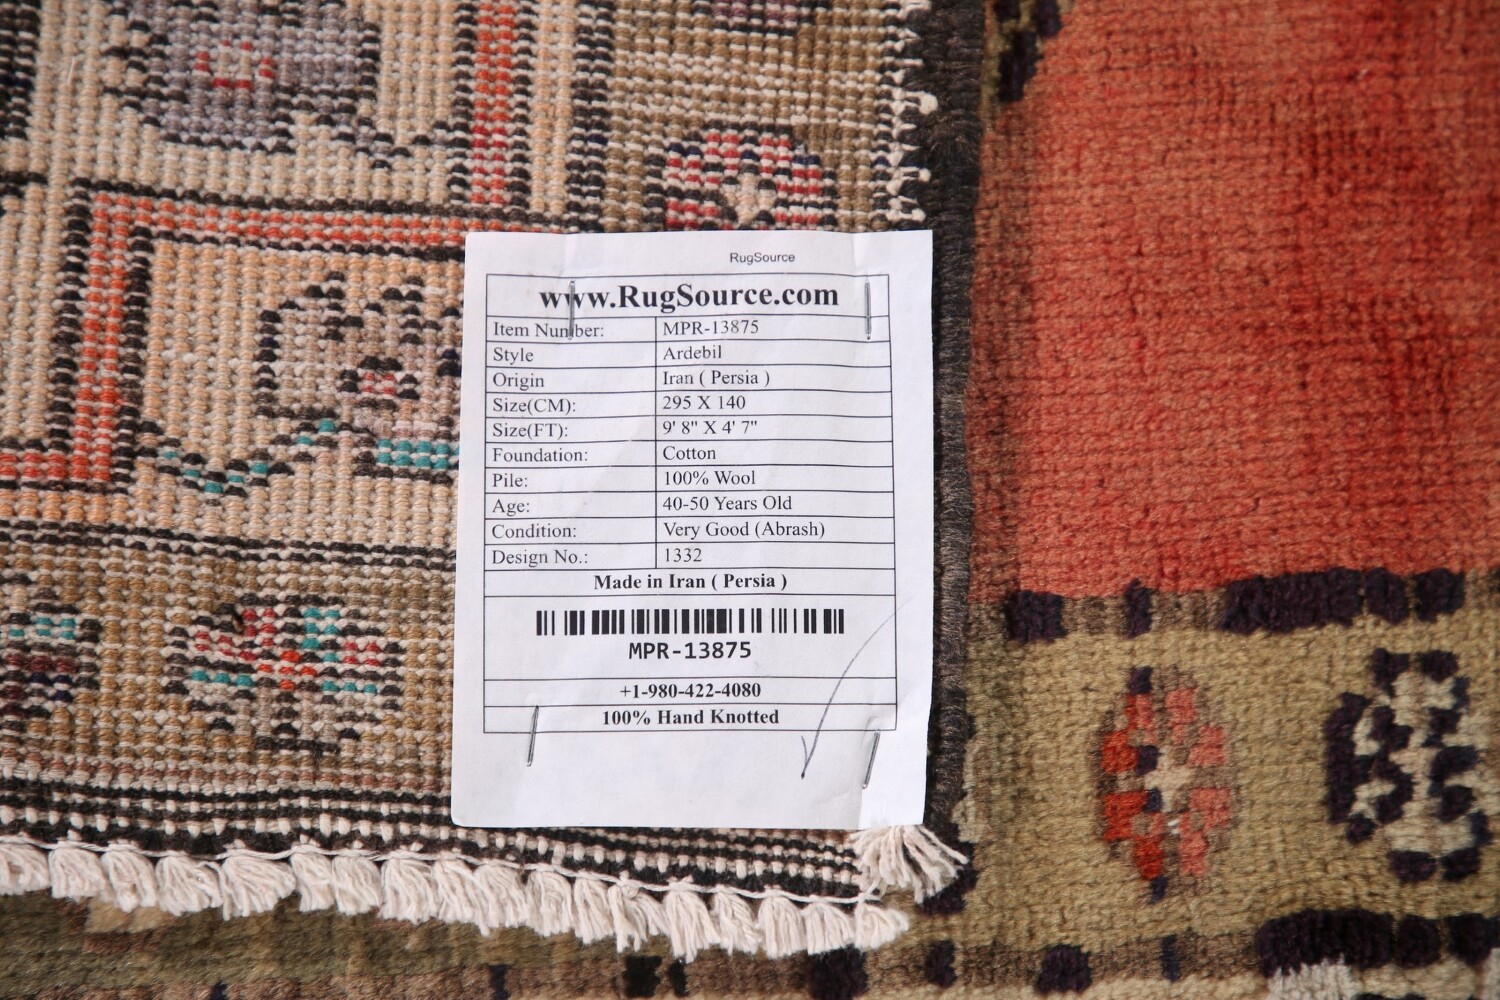 RugSource
www.RugSource.com
Item Number: MPR-13875
Style Ardebil
Origin Iran ( Persia )
Size(CM): 295 X 140
Size(FT): 9' 8" X 4' 7"
Foundation: Cotton
Pile: 100% Wool
Age: 40-50 Years Old
Condition: Very Good (Abrash)
Design No.: 1332
Made in Iran ( Persia )
MPR-13875
+1-980-422-4080
100% Hand Knotted